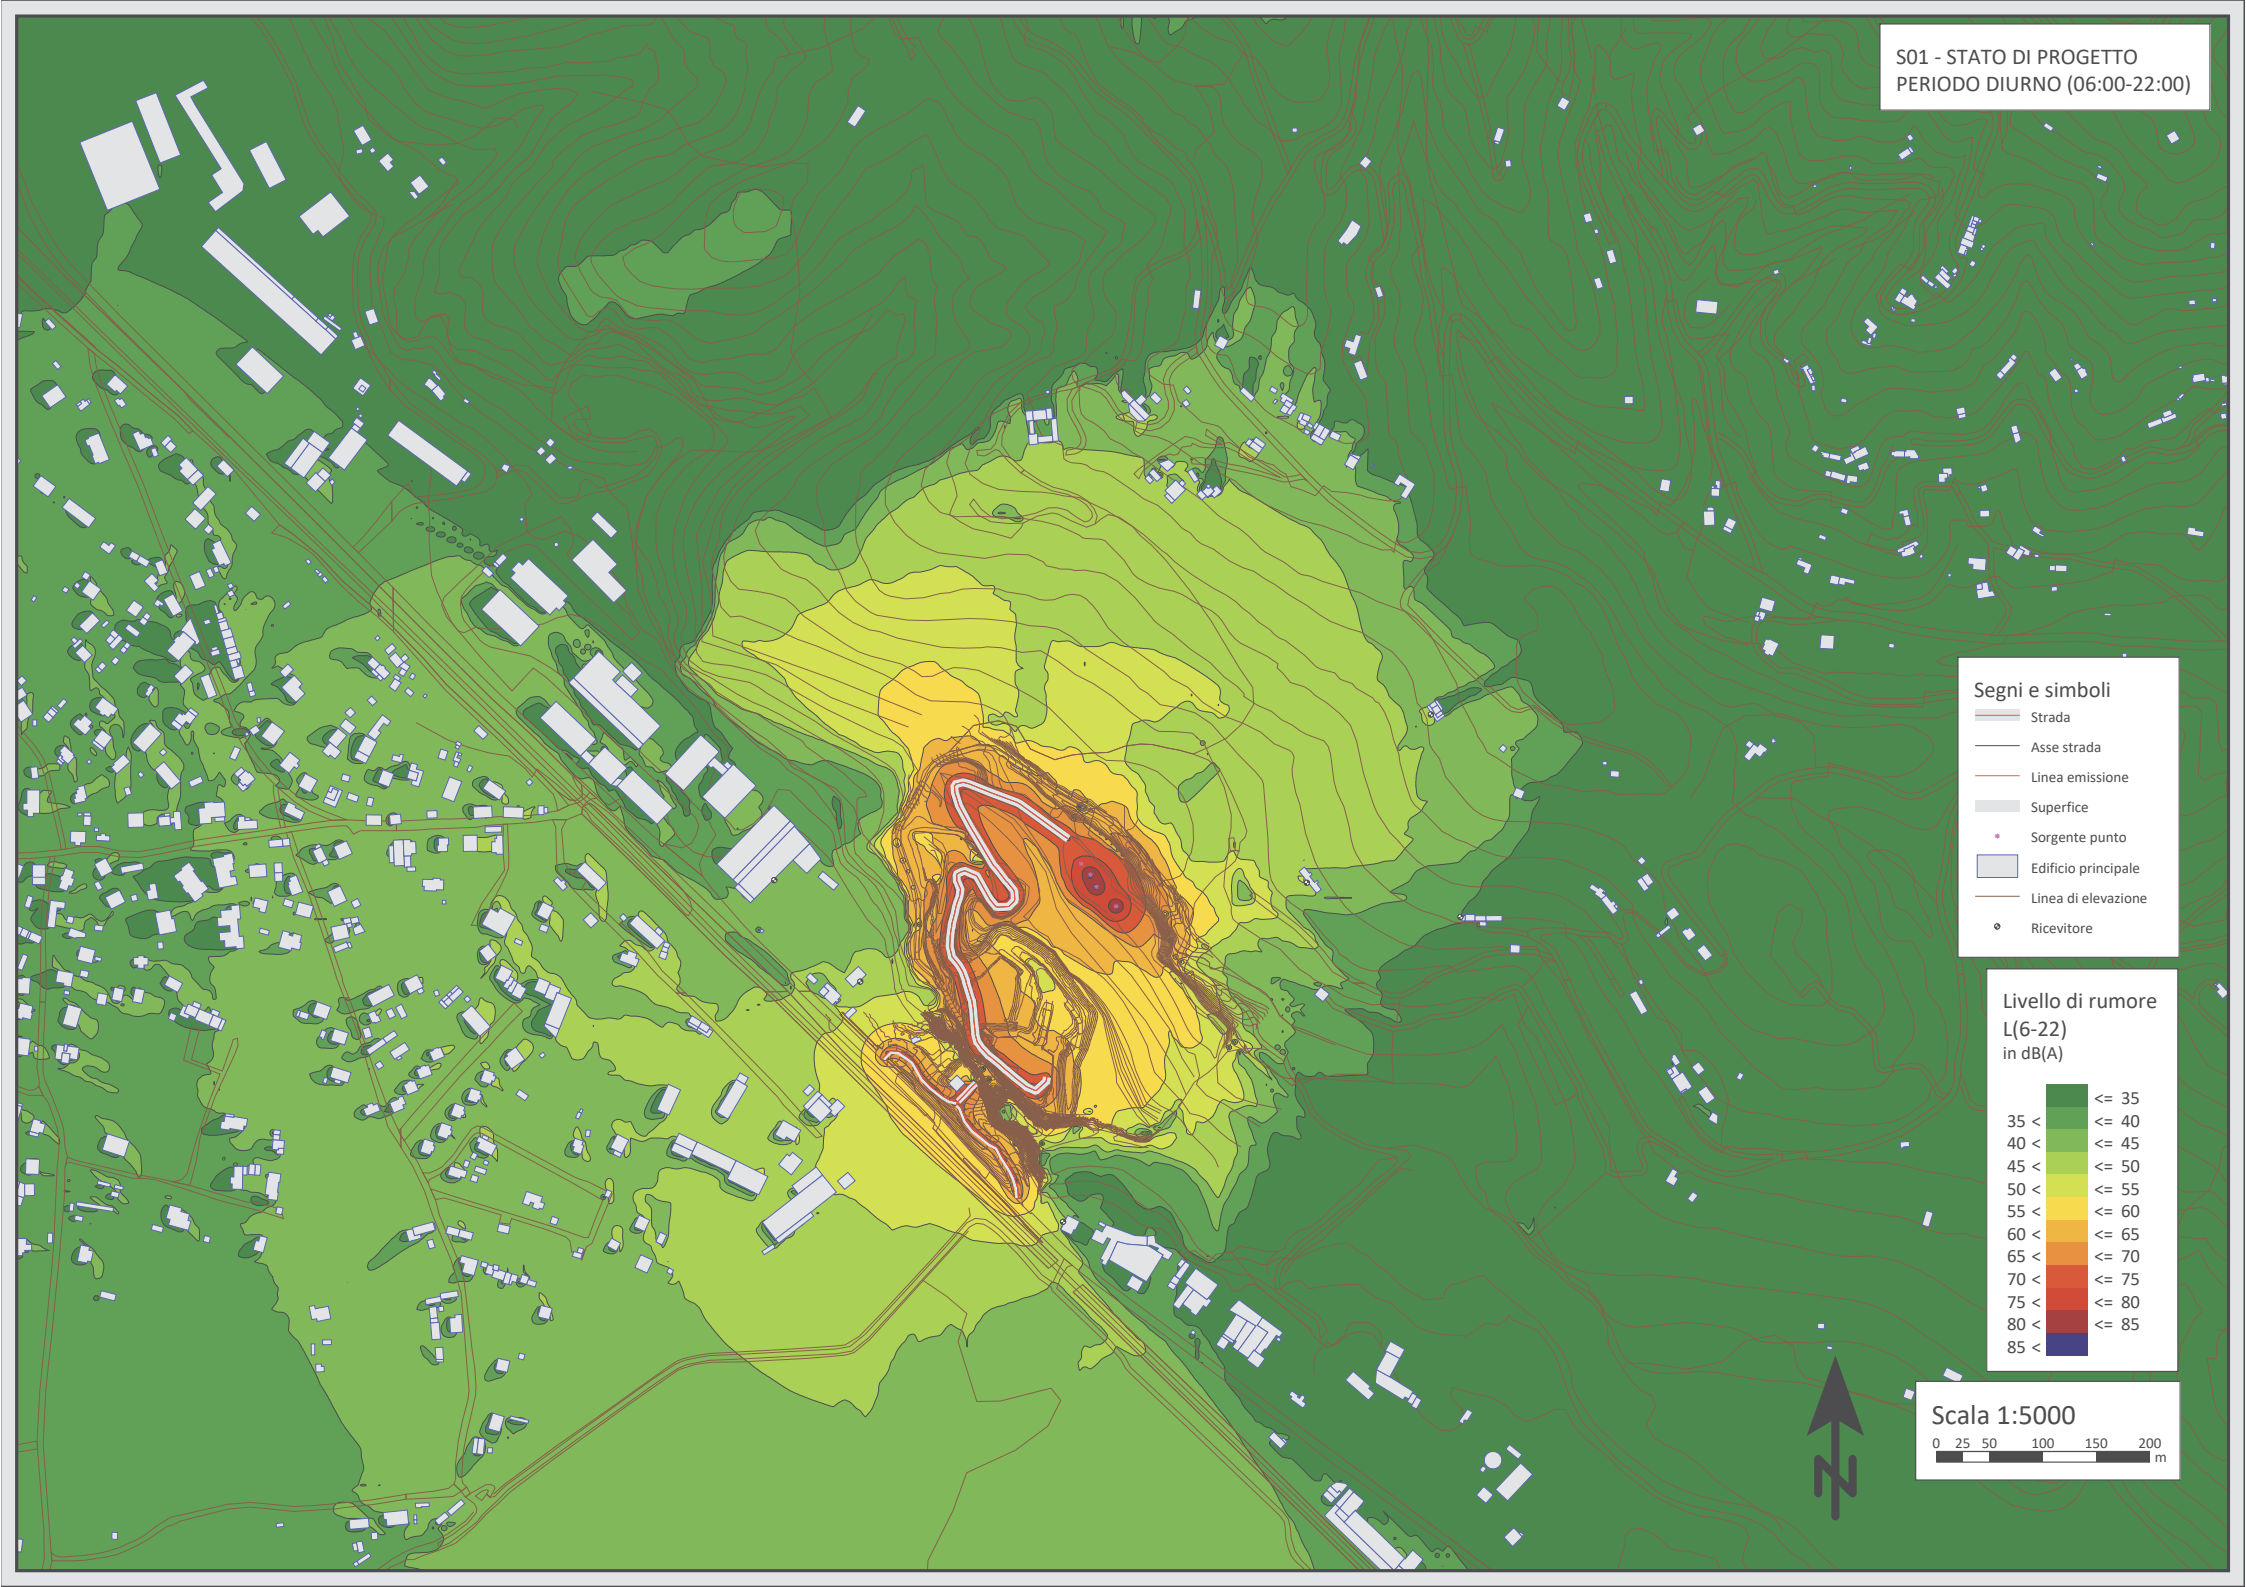 S01 - STATO DI PROGETTO
PERIODO DIURNO (06:00-22:00)
Segni e simboli
Strada
Asse strada
Linea emissione
Superfice
Sorgente punto
Edificio principale
Linea di elevazione
Ricevitore
Livello di rumore
L(6-22)
in dB(A)
<= 35
35 < <= 40
40 < <= 45
45 < <= 50
50 < <= 55
55 < <= 60
60 < <= 65
65 < <= 70
70 < <= 75
75 < <= 80
80 < <= 85
85 <
Scala 1:5000
0 25 50 100 150 200
m
N